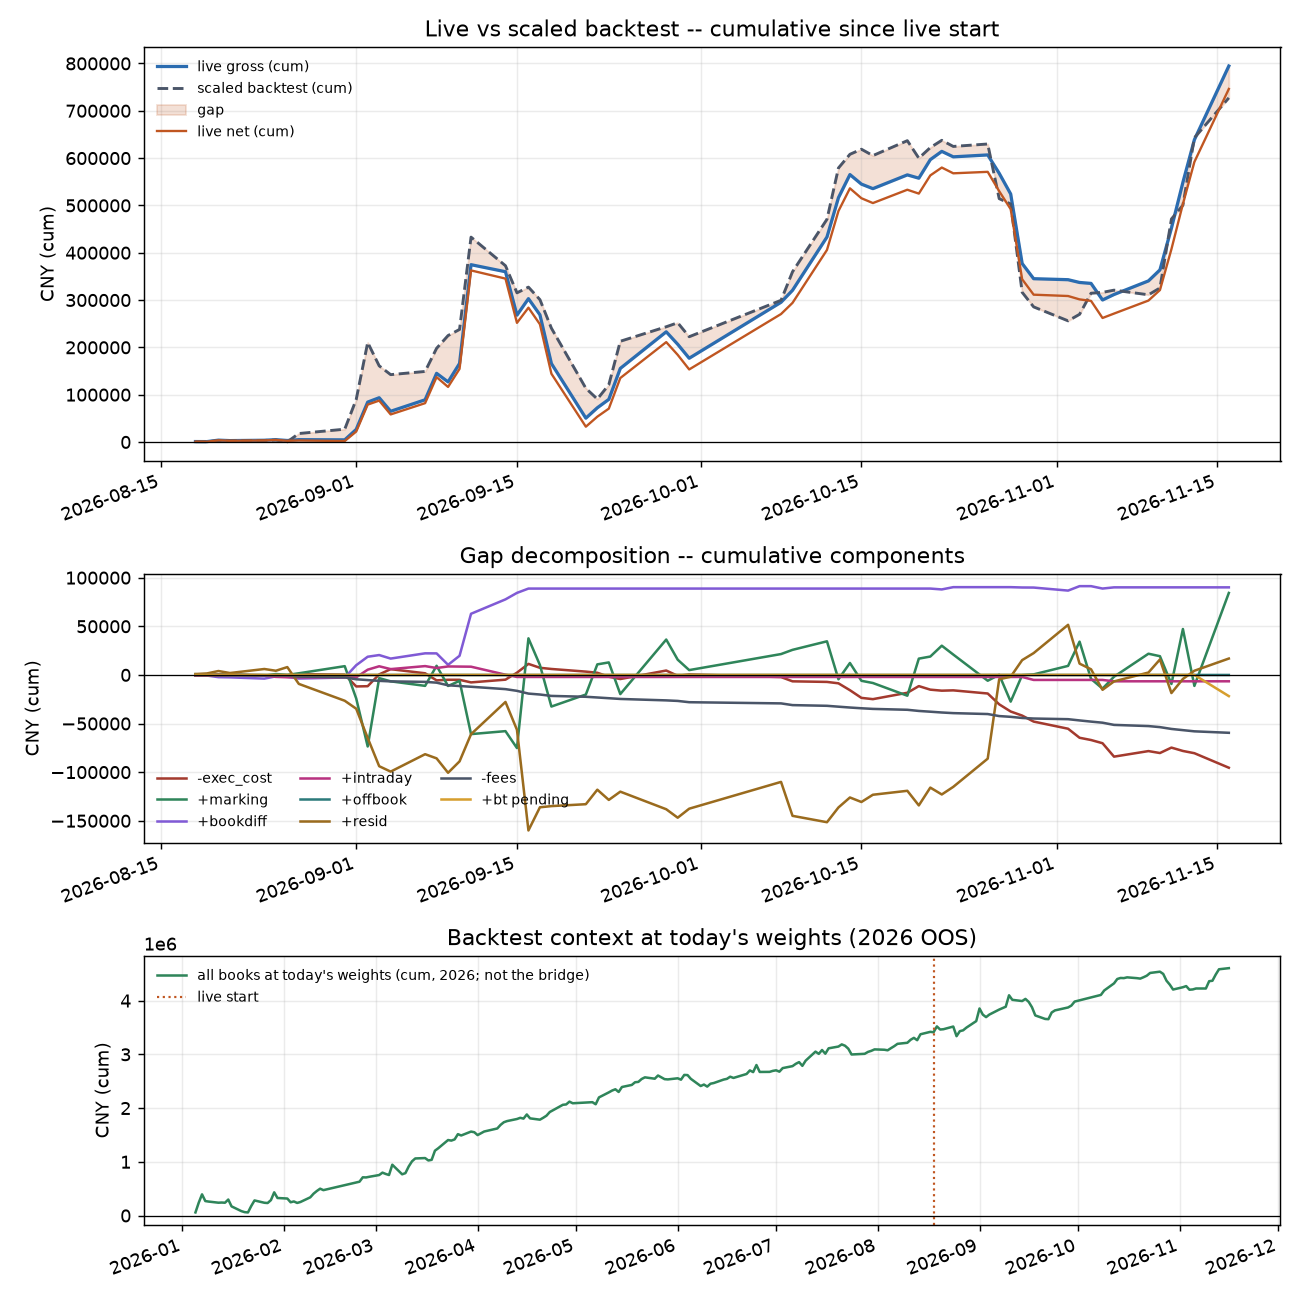 Live vs scaled backtest -- cumulative since live start
CNY (cum)
800000
700000
600000
500000
400000
300000
200000
100000
0
live gross (cum)
scaled backtest (cum)
gap
live net (cum)
2026-08-15
2026-09-01
2026-09-15
2026-10-01
2026-10-15
2026-11-01
2026-11-15
Gap decomposition -- cumulative components
CNY (cum)
100000
50000
0
−50000
−100000
−150000
-exec_cost
+marking
+bookdiff
+intraday
+offbook
+resid
-fees
+bt pending
2026-08-15
2026-09-01
2026-09-15
2026-10-01
2026-10-15
2026-11-01
2026-11-15
Backtest context at today's weights (2026 OOS)
1e6
CNY (cum)
4
3
2
1
0
all books at today's weights (cum, 2026; not the bridge)
live start
2026-01
2026-02
2026-03
2026-04
2026-05
2026-06
2026-07
2026-08
2026-09
2026-10
2026-11
2026-12